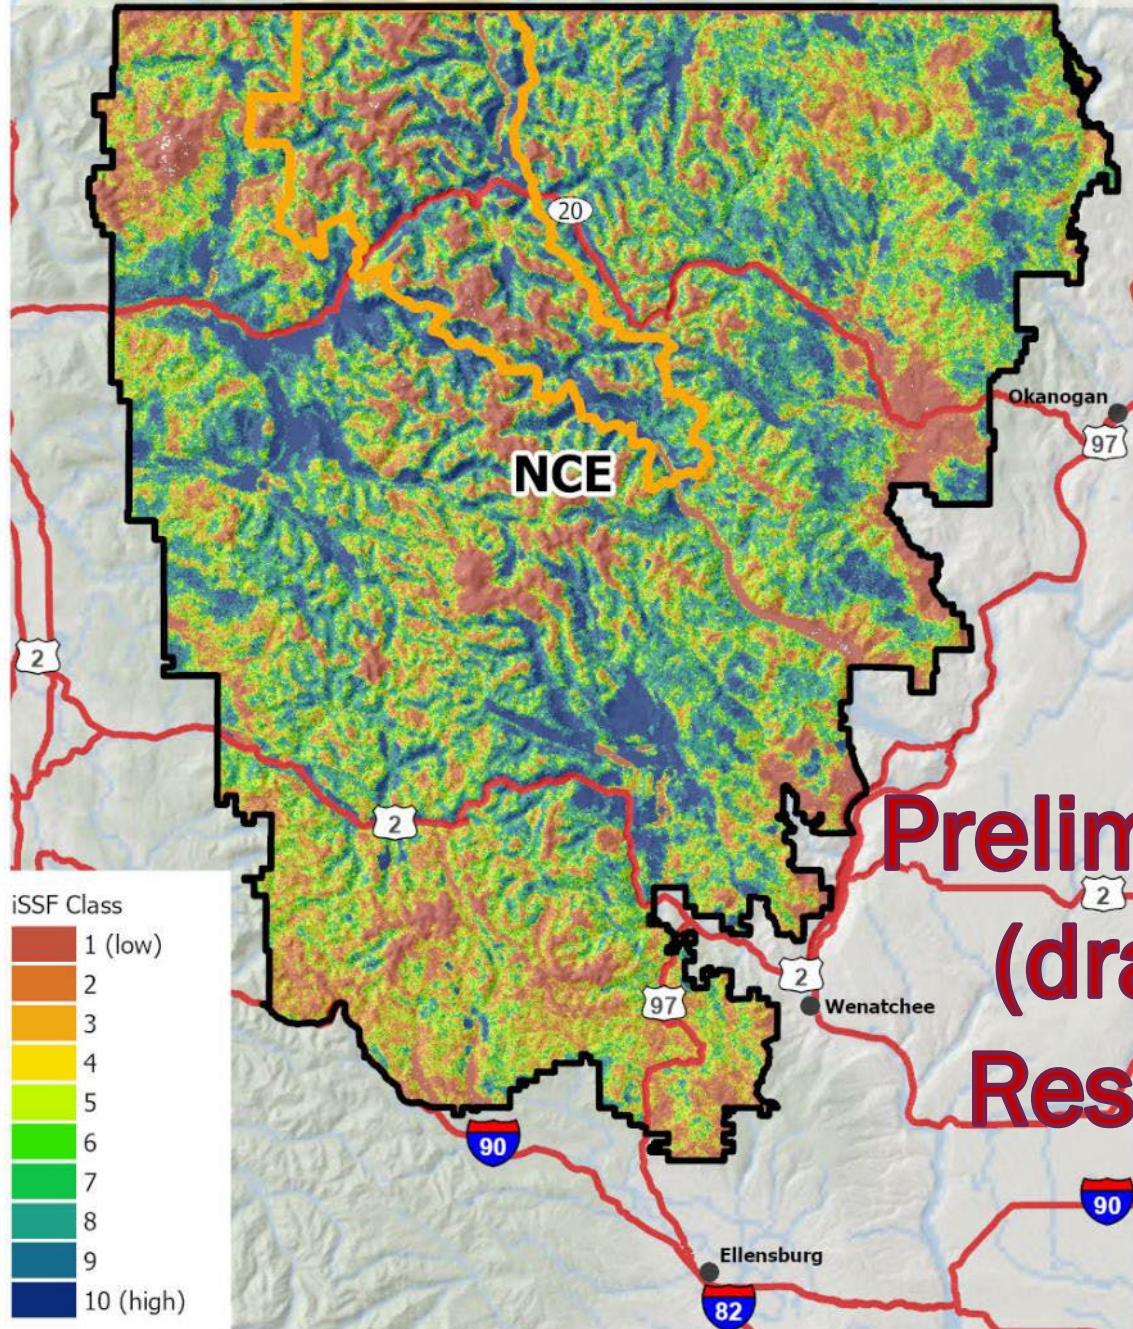 20
Okanogan
97
NCE
2
2
Prelim
2
(dra
2
97
Wenatchee
Res
iSSF Class
1 (low)
2
3
4
5
6
7
8
9
10 (high)
90
90
Ellensburg
82